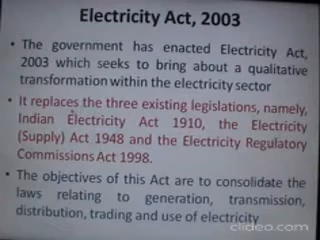 Electricity Act, 2003
• The government has enacted Electricity Act,
2003 which seeks to bring about a qualitative
transformation within the electricity sector
• It replaces the three existing legislations, namely,
Indian Electricity Act 1910, the Electricity
(Supply) Act 1948 and the Electricity Regulatory
Commissions Act 1998.
• The objectives of this Act are to consolidate the
laws relating to generation, transmission,
distribution, trading and use of electricity
clideo.com